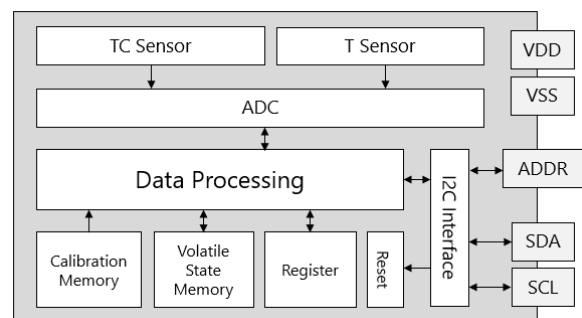 TC Sensor
T Sensor
VDD
VSS
ADC
Data Processing
I2C Interface
ADDR
Calibration
Memory
Volatile
State
Memory
Register
Reset
SDA
SCL